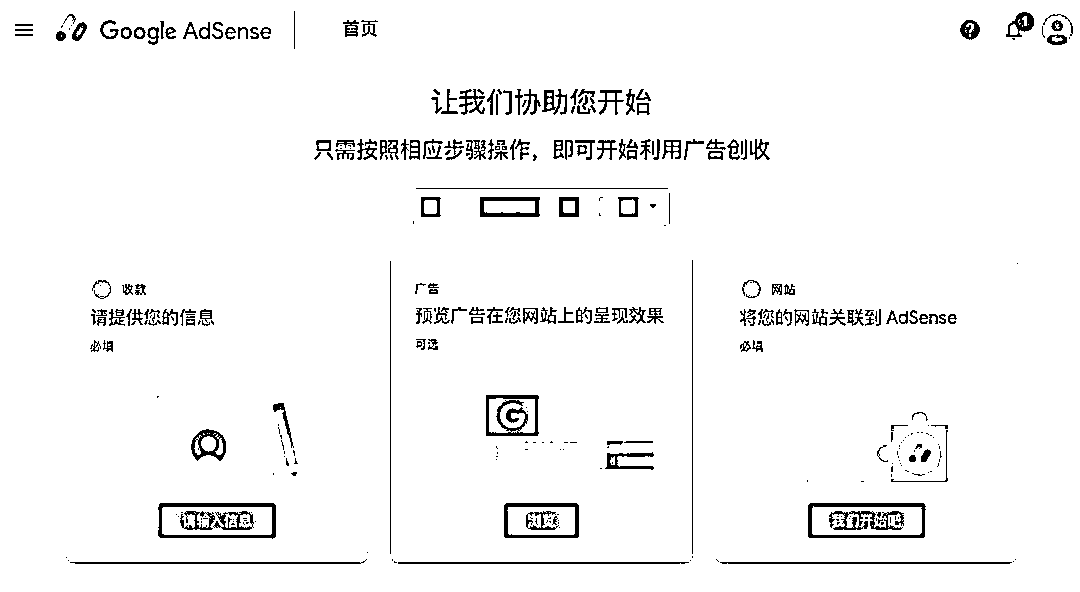 Google AdSense
首页
1
让我们协助您开始
只需按照相应步骤操作，即可开始利用广告创收
收款
请提供您的信息
必填
请输入信息
广告
预览广告在您网站上的呈现效果
可选
G
浏览
网站
将您的网站关联到 AdSense
必填
我们开始吧